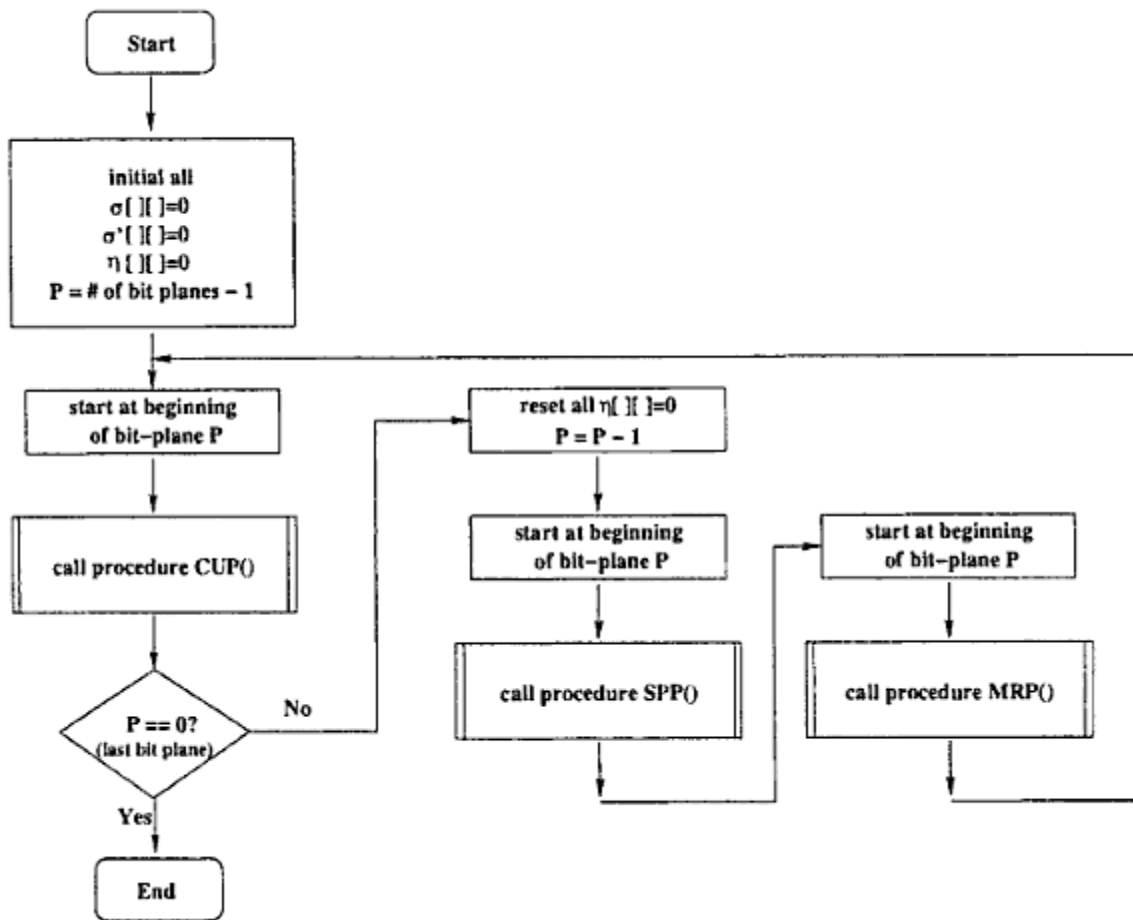 Start
initial all
σ[ ][ ]=0
σ'[ ][ ]=0
η[ ][ ]=0
P = # of bit planes − 1
start at beginning
of bit−plane P
call procedure CUP()
P == 0?
(last bit plane)
No
Yes
End
reset all η[ ][ ]=0
P = P − 1
start at beginning
of bit−plane P
call procedure SPP()
start at beginning
of bit−plane P
call procedure MRP()